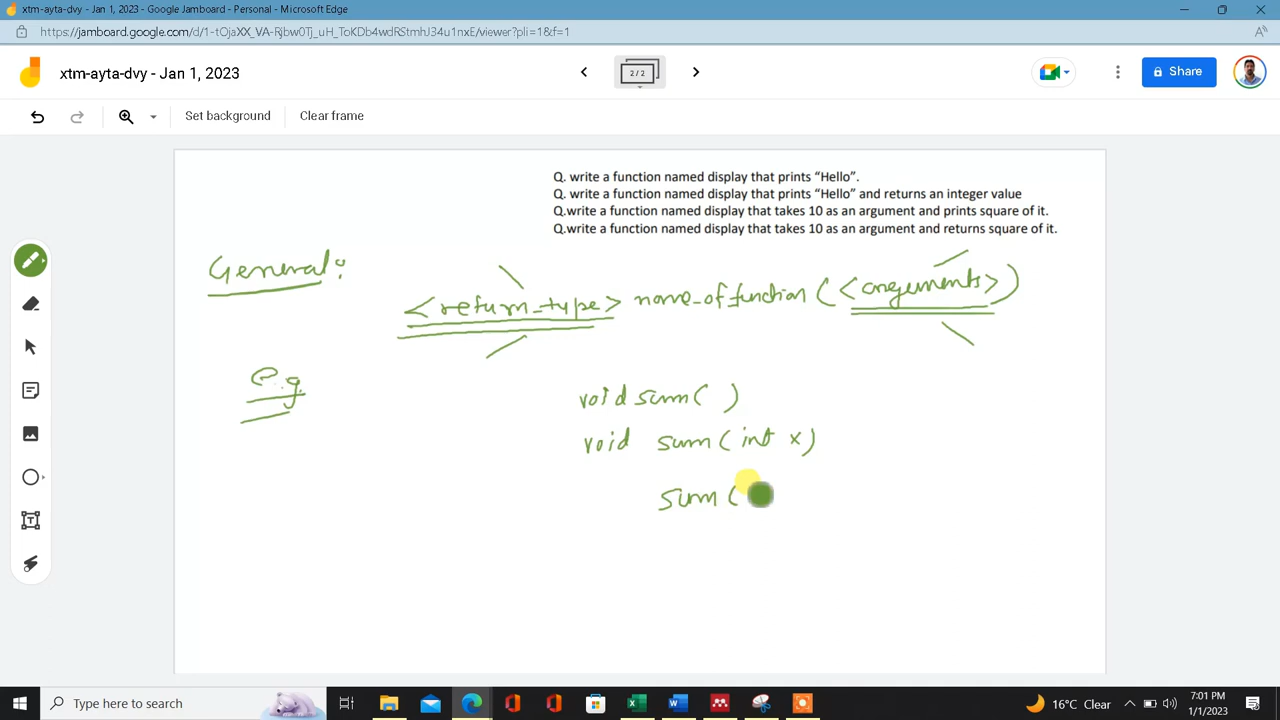 xtm-ayta-dvy - Jan 1, 2023 - Google Jamboard - Personal - Microsoft Edge
https://jamboard.google.com/d/1-tOjaXX_VA-RJbw0Tj_uH_ToKDb4wdRStmhJ34u1nxE/viewer?pli=1&f=1
xtm-ayta-dvy - Jan 1, 2023
2 / 2
Share
Set background
Clear frame
Q. write a function named display that prints “Hello”.
Q. write a function named display that prints “Hello” and returns an integer value
Q.write a function named display that takes 10 as an argument and prints square of it.
Q.write a function named display that takes 10 as an argument and returns square of it.
General:
<return_type> name_of_function (<arguements>)
e.g.
void sum( )
void sum(int x)
sum(
Type here to search
16°C Clear
7:01 PM
1/1/2023